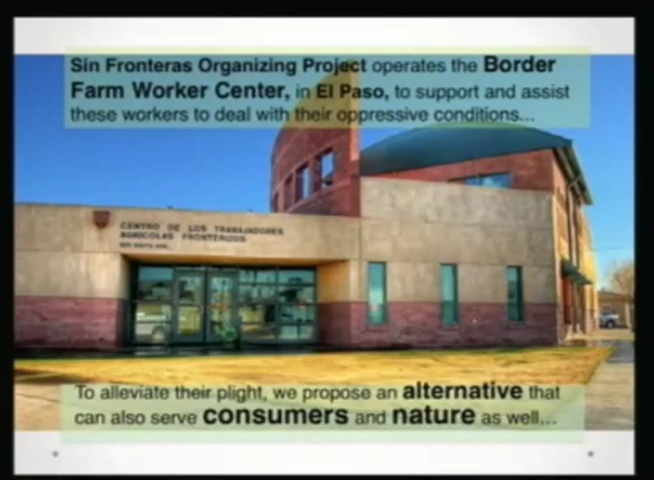 Sin Fronteras Organizing Project operates the Border
Farm Worker Center, in El Paso, to support and assist
these workers to deal with their oppressive conditions...
CENTRO DE LOS TRABAJADORES
AGRICOLAS FRONTERIZOS
To alleviate their plight, we propose an alternative that
can also serve consumers and nature as well...